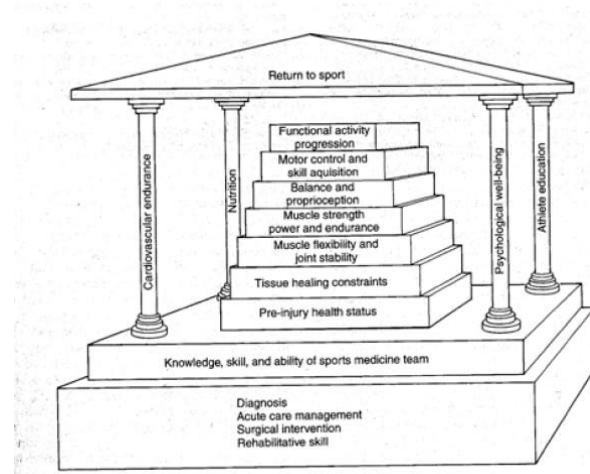 Return to sport
Cardiovascular endurance
Nutrition
Psychological well-being
Athlete education
Functional activity
progression
Motor control and
skill aquisition
Balance and
proprioception
Muscle strength
power and endurance
Muscle flexibility and
joint stability
Tissue healing constraints
Pre-injury health status
Knowledge, skill, and ability of sports medicine team
Diagnosis
Acute care management
Surgical intervention
Rehabilitative skill